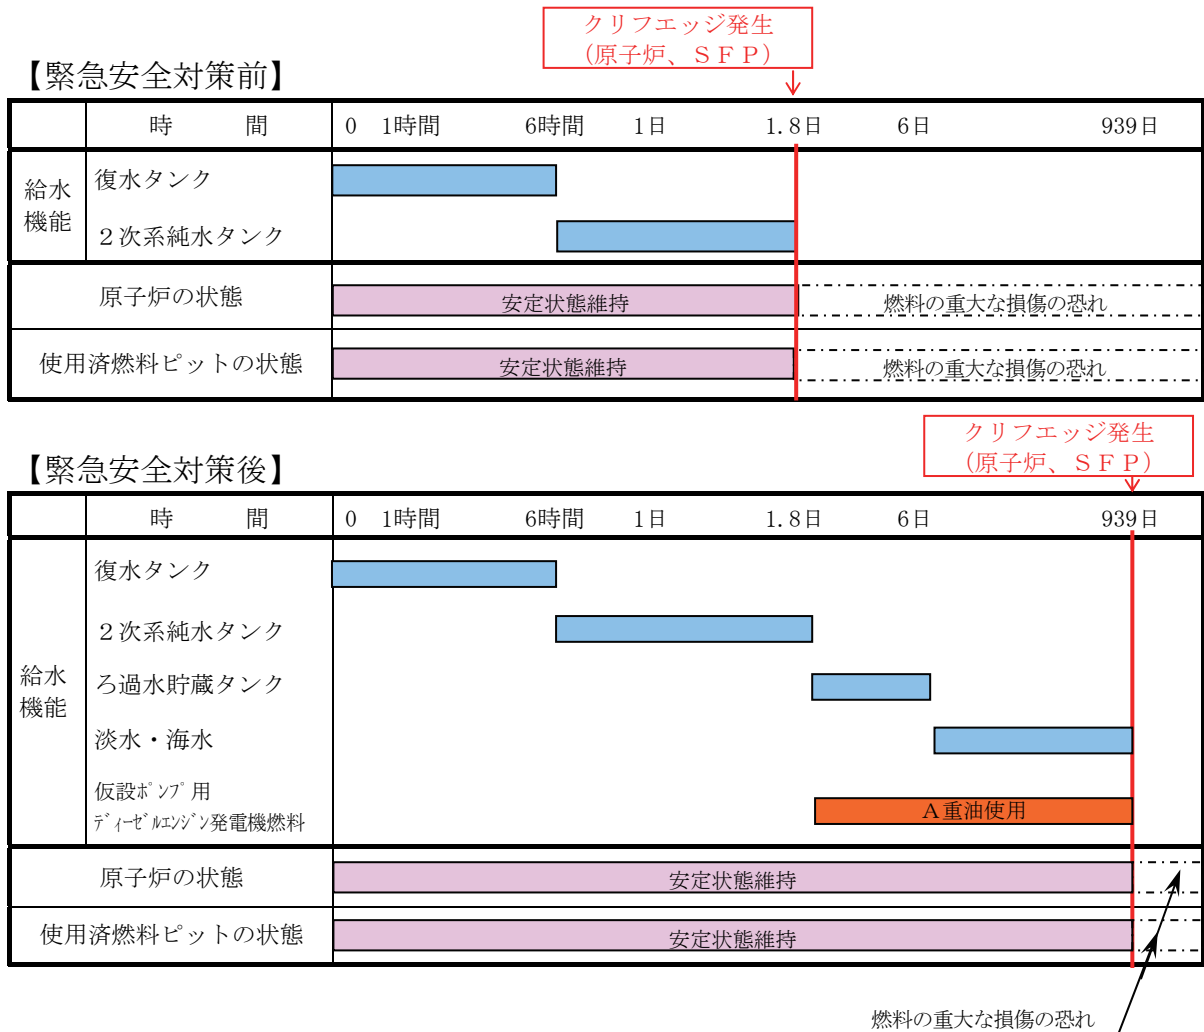 クリフエッジ発生
(原子炉、ＳＦＰ)
【緊急安全対策前】
時　間 0 1時間 6時間 1日 1.8日 6日 939日
給水
機能
復水タンク
２次系純水タンク
原子炉の状態 安定状態維持 燃料の重大な損傷の恐れ
使用済燃料ピットの状態 安定状態維持 燃料の重大な損傷の恐れ
クリフエッジ発生
(原子炉、ＳＦＰ)
【緊急安全対策後】
時　間 0 1時間 6時間 1日 1.8日 6日 939日
給水
機能
復水タンク
２次系純水タンク
ろ過水貯蔵タンク
淡水・海水
仮設ﾎﾟﾝﾌﾟ用
ﾃﾞｨｰｾﾞﾙｴﾝｼﾞﾝ発電機燃料
Ａ重油使用
原子炉の状態 安定状態維持
使用済燃料ピットの状態 安定状態維持
燃料の重大な損傷の恐れ